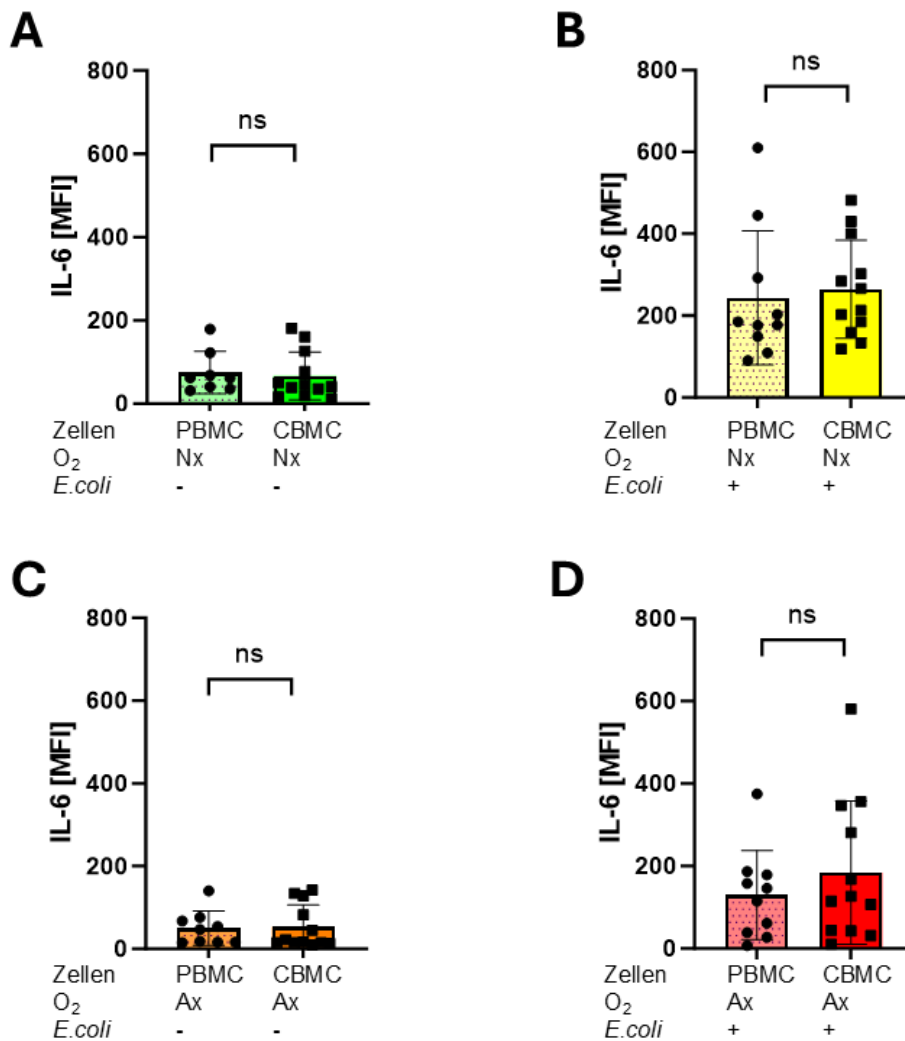 A
800
600
400
200
0
IL-6 [MFI]
ns
Zellen PBMC CBMC
O₂ Nx Nx
E.coli - -
B
800
600
400
200
0
IL-6 [MFI]
ns
PBMC CBMC
Nx Nx
+ +
C
800
600
400
200
0
IL-6 [MFI]
ns
Zellen PBMC CBMC
O₂ Ax Ax
E.coli - -
D
800
600
400
200
0
IL-6 [MFI]
ns
Zellen PBMC CBMC
O₂ Ax Ax
E.coli + +